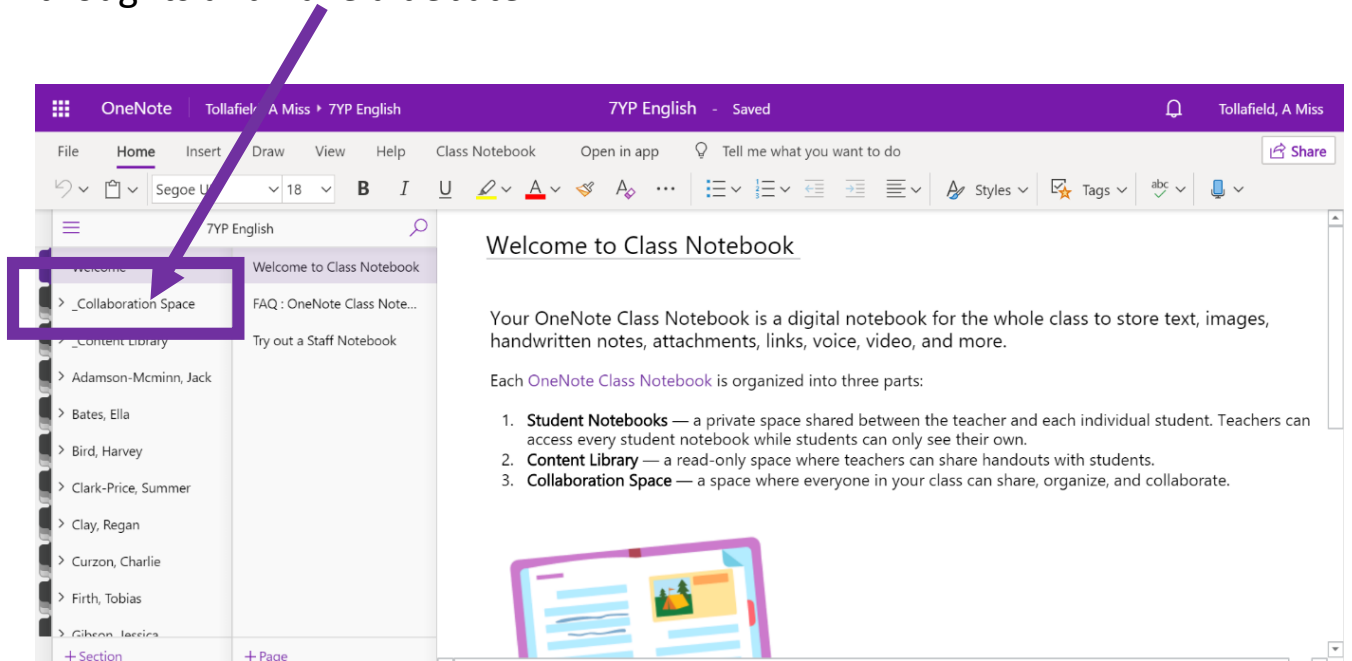 OneNote Tollafield, A Miss 7YP English 7YP English - Saved Tollafield, A Miss
File Home Insert Draw View Help Class Notebook Open in app Tell me what you want to do Share
Segoe 18 B I U A A Styles Tags abc
7YP English
Welcome
_Collaboration Space
_Content Library
Adamson-Mcminn, Jack
Bates, Ella
Bird, Harvey
Clark-Price, Summer
Clay, Regan
Curzon, Charlie
Firth, Tobias
Gibson, Jessica
+ Section
Welcome to Class Notebook
FAQ : OneNote Class Note...
Try out a Staff Notebook
+ Page
Welcome to Class Notebook
Your OneNote Class Notebook is a digital notebook for the whole class to store text, images,
handwritten notes, attachments, links, voice, video, and more.
Each OneNote Class Notebook is organized into three parts:
1. Student Notebooks — a private space shared between the teacher and each individual student. Teachers can
access every student notebook while students can only see their own.
2. Content Library — a read-only space where teachers can share handouts with students.
3. Collaboration Space — a space where everyone in your class can share, organize, and collaborate.